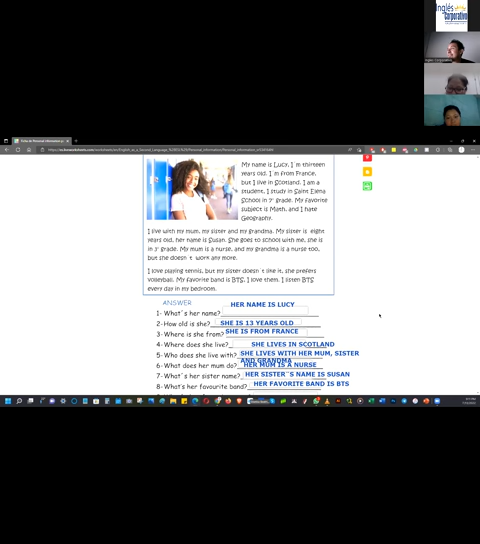 Inglés
Corporativo
Ingles Corporativo
My name is Lucy, I´m thirteen
years old, I´m from France,
but I live in Scotland. I am a
student, I study in Saint Elena
School in 7° grade. My favorite
subject is Math, and I hate
Geography.
I live with my mum, my sister and my grandma. My sister is eight
years old, her name is Susan. She goes to school with me, she is
in 3° grade. My mum is a nurse, and my grandma is a nurse too,
but she doesn´t work any more.
I love playing tennis, but my sister doesn´t like it, she prefers
volleyball. My favorite band is BTS, I love them. I listen BTS
every day in my bedroom.
ANSWER
1- What´s her name? HER NAME IS LUCY
2- How old is she? SHE IS 13 YEARS OLD
3- Where is she from? SHE IS FROM FRANCE
4- Where does she live? SHE LIVES IN SCOTLAND
5- Who does she live with? SHE LIVES WITH HER MUM, SISTER
AND GRANDMA
6- What does her mum do? HER MUM IS A NURSE
7- What´s her sister name? HER SISTER¨S NAME IS SUSAN
8- What's her favourite band? HER FAVORITE BAND IS BTS